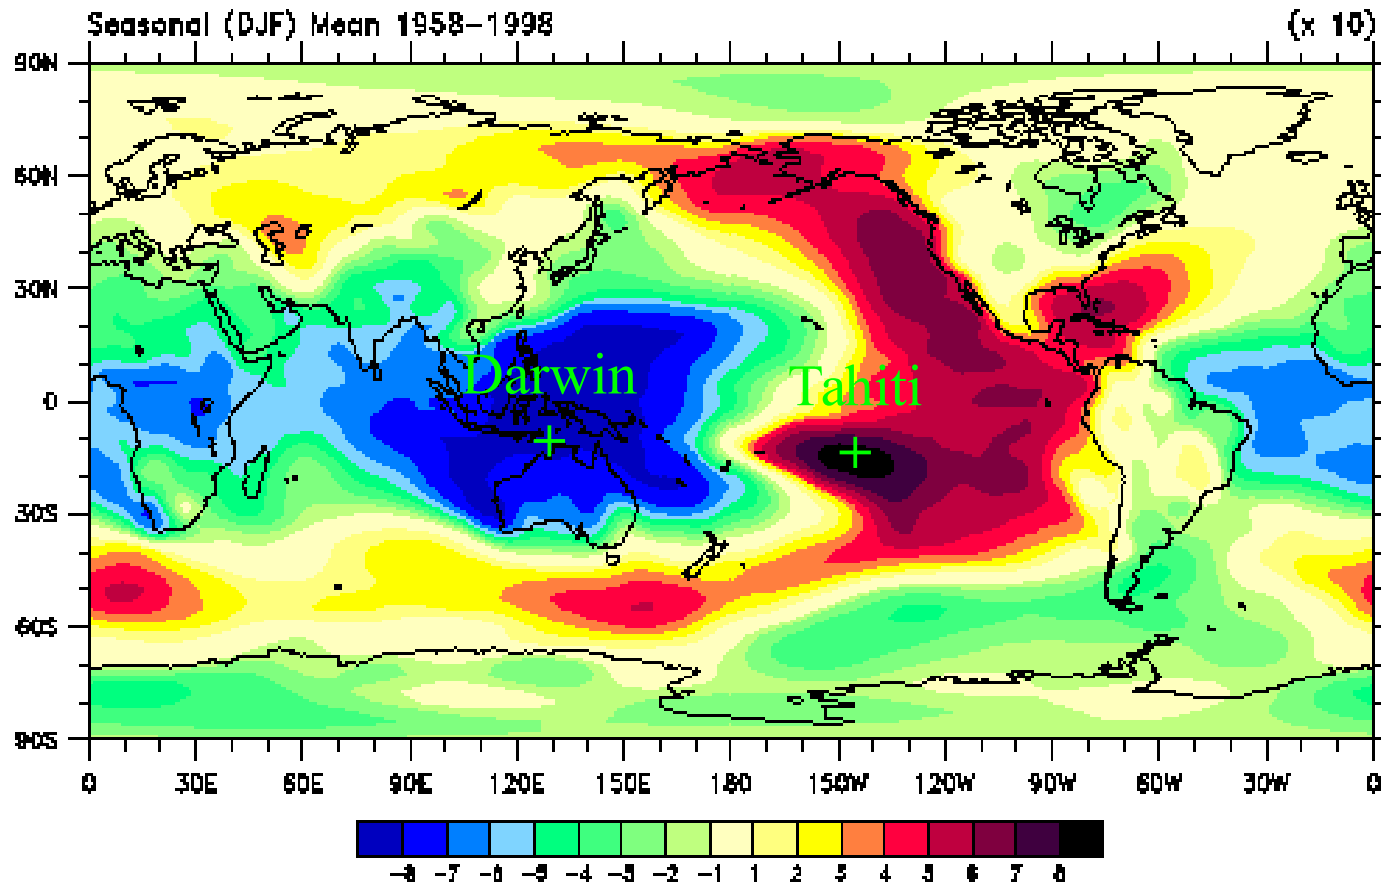 Seasonal (DJF) Mean 1958-1998 (x 10)
90N
60N
30N
Darwin Tahiti
0
30S
60S
90S
0 30E 60E 90E 120E 150E 180 150W 120W 90W 60W 30W 0
-8 -7 -6 -5 -4 -3 -2 -1 1 2 3 4 5 6 7 8